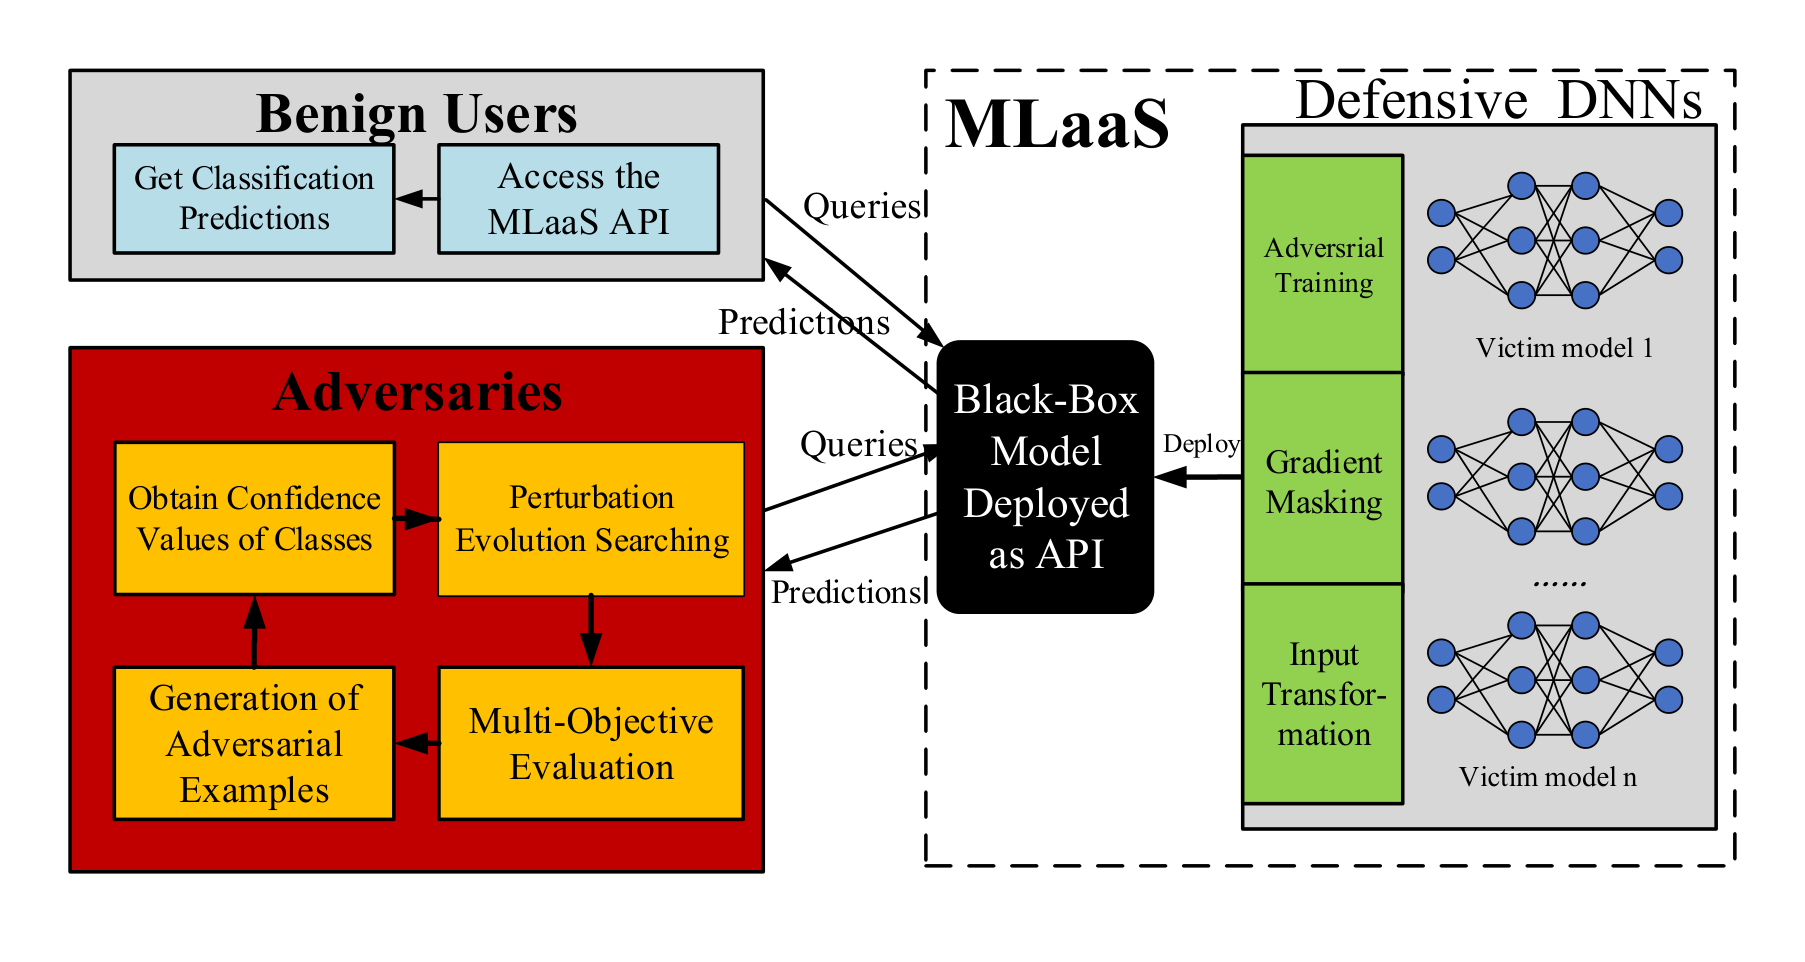 Benign Users
Get Classification
Predictions
Access the
MLaaS API
Queries
Predictions
Adversaries
Obtain Confidence
Values of Classes
Perturbation
Evolution Searching
Generation of
Adversarial
Examples
Multi-Objective
Evaluation
Queries
Predictions
MLaaS
Black-Box
Model
Deployed
as API
Deploy
Defensive DNNs
Adversrial
Training
Gradient
Masking
Input
Transfor-
mation
Victim model 1
......
Victim model n